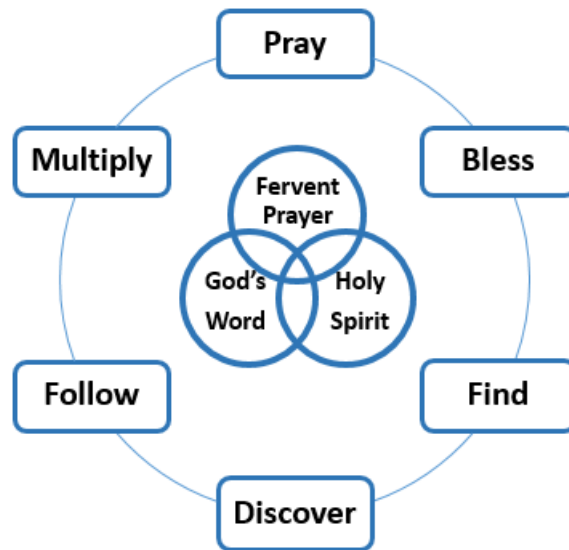 Pray
Multiply
Bless
Fervent
Prayer
God's
Word
Holy
Spirit
Follow
Find
Discover